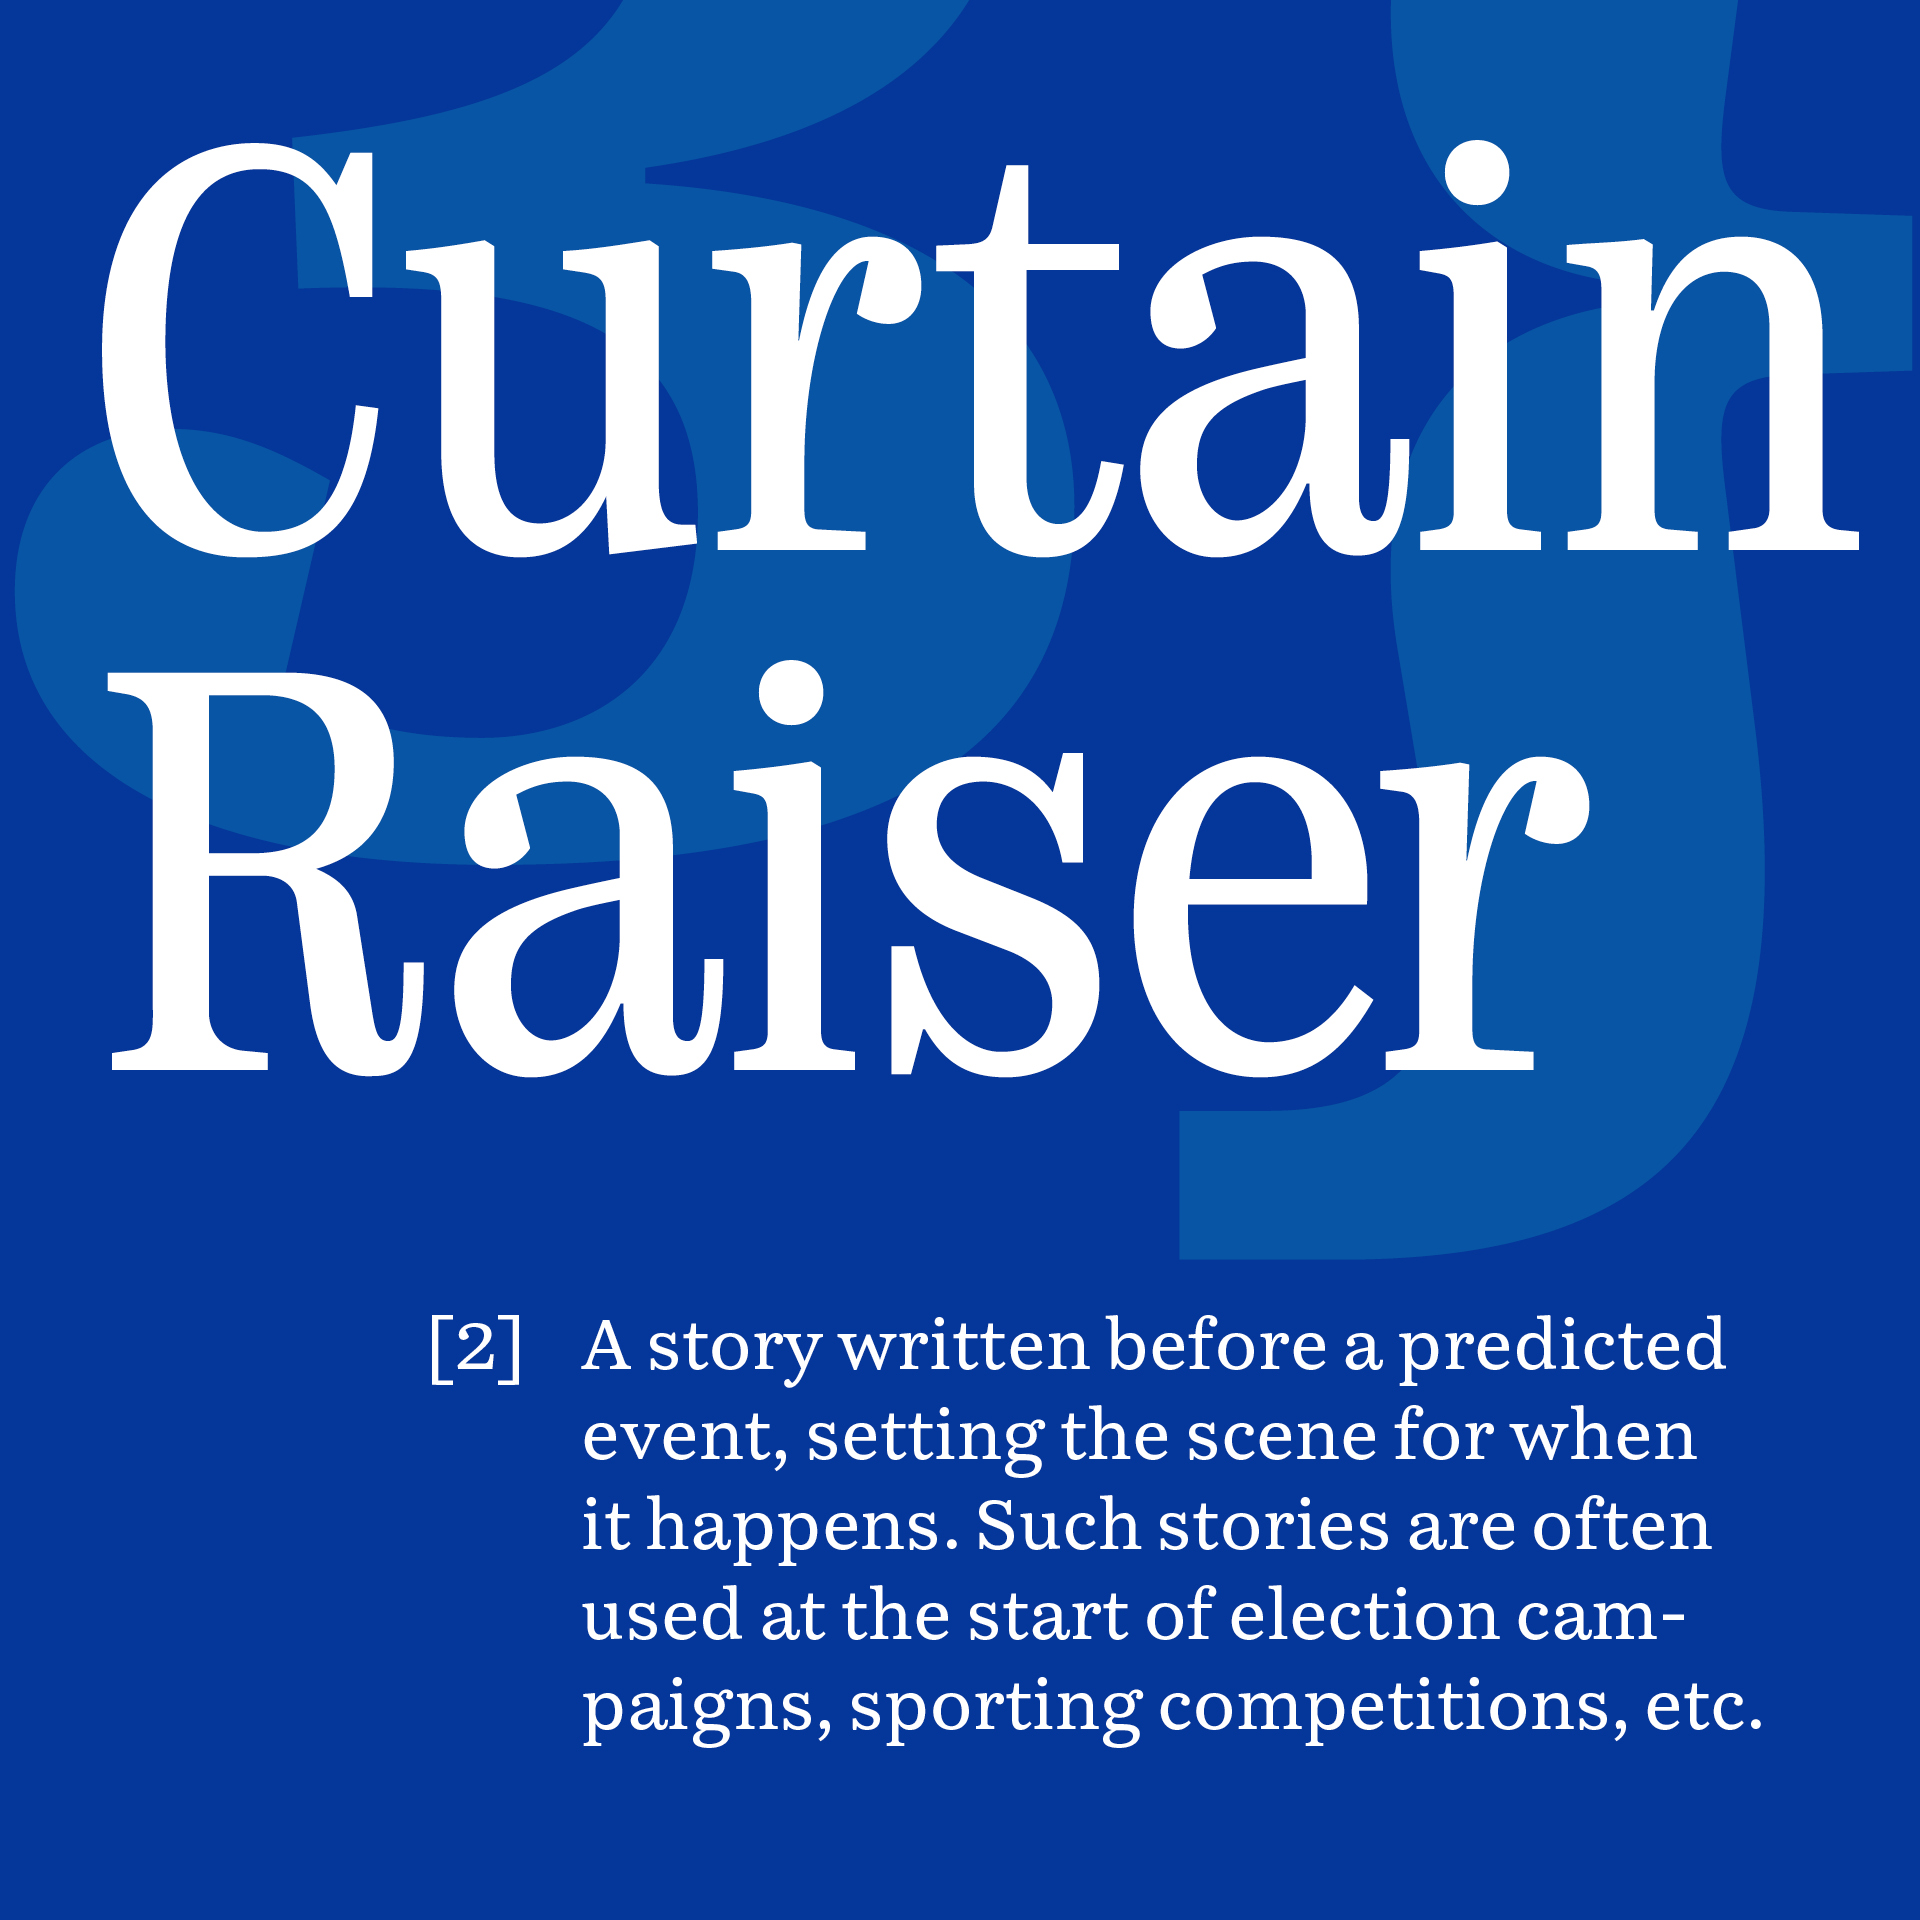 Curtain
Raiser
[2] A story written before a predicted
event, setting the scene for when
it happens. Such stories are often
used at the start of election cam-
paigns, sporting competitions, etc.